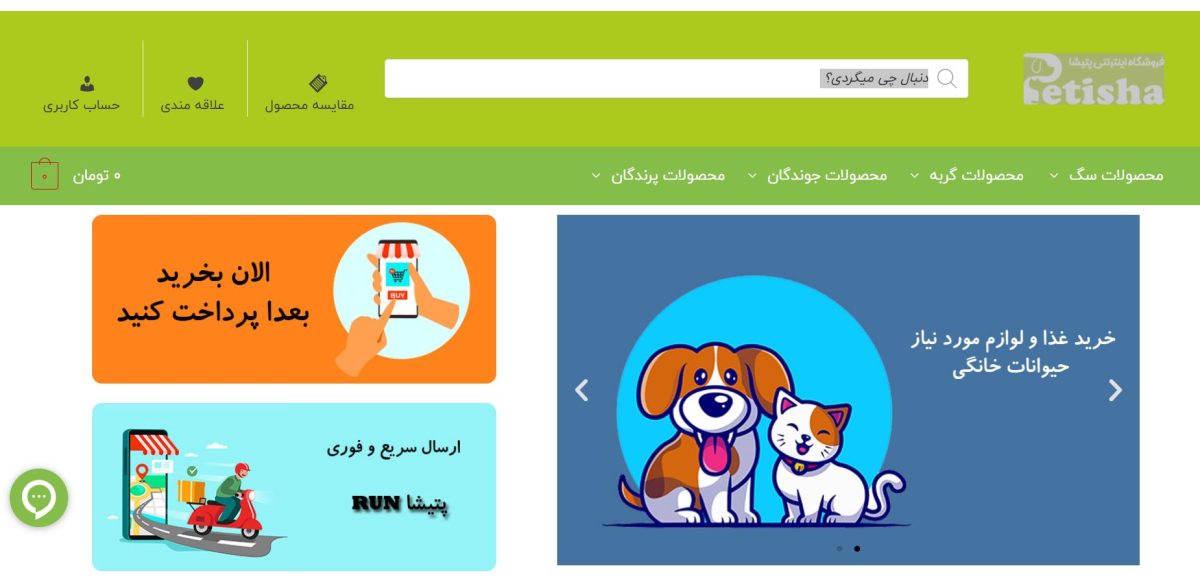 فروشگاه اینترنتی پتیشا
Petisha
دنبال چی میگردی؟
مقایسه محصول
علاقه مندی
حساب کاربری
محصولات سگ
محصولات گربه
محصولات جوندگان
محصولات پرندگان
۰ تومان
۰
خرید غذا و لوازم مورد نیاز
حیوانات خانگی
الان بخرید
بعدا پرداخت کنید
BUY
ارسال سریع و فوری
پتیشا RUN